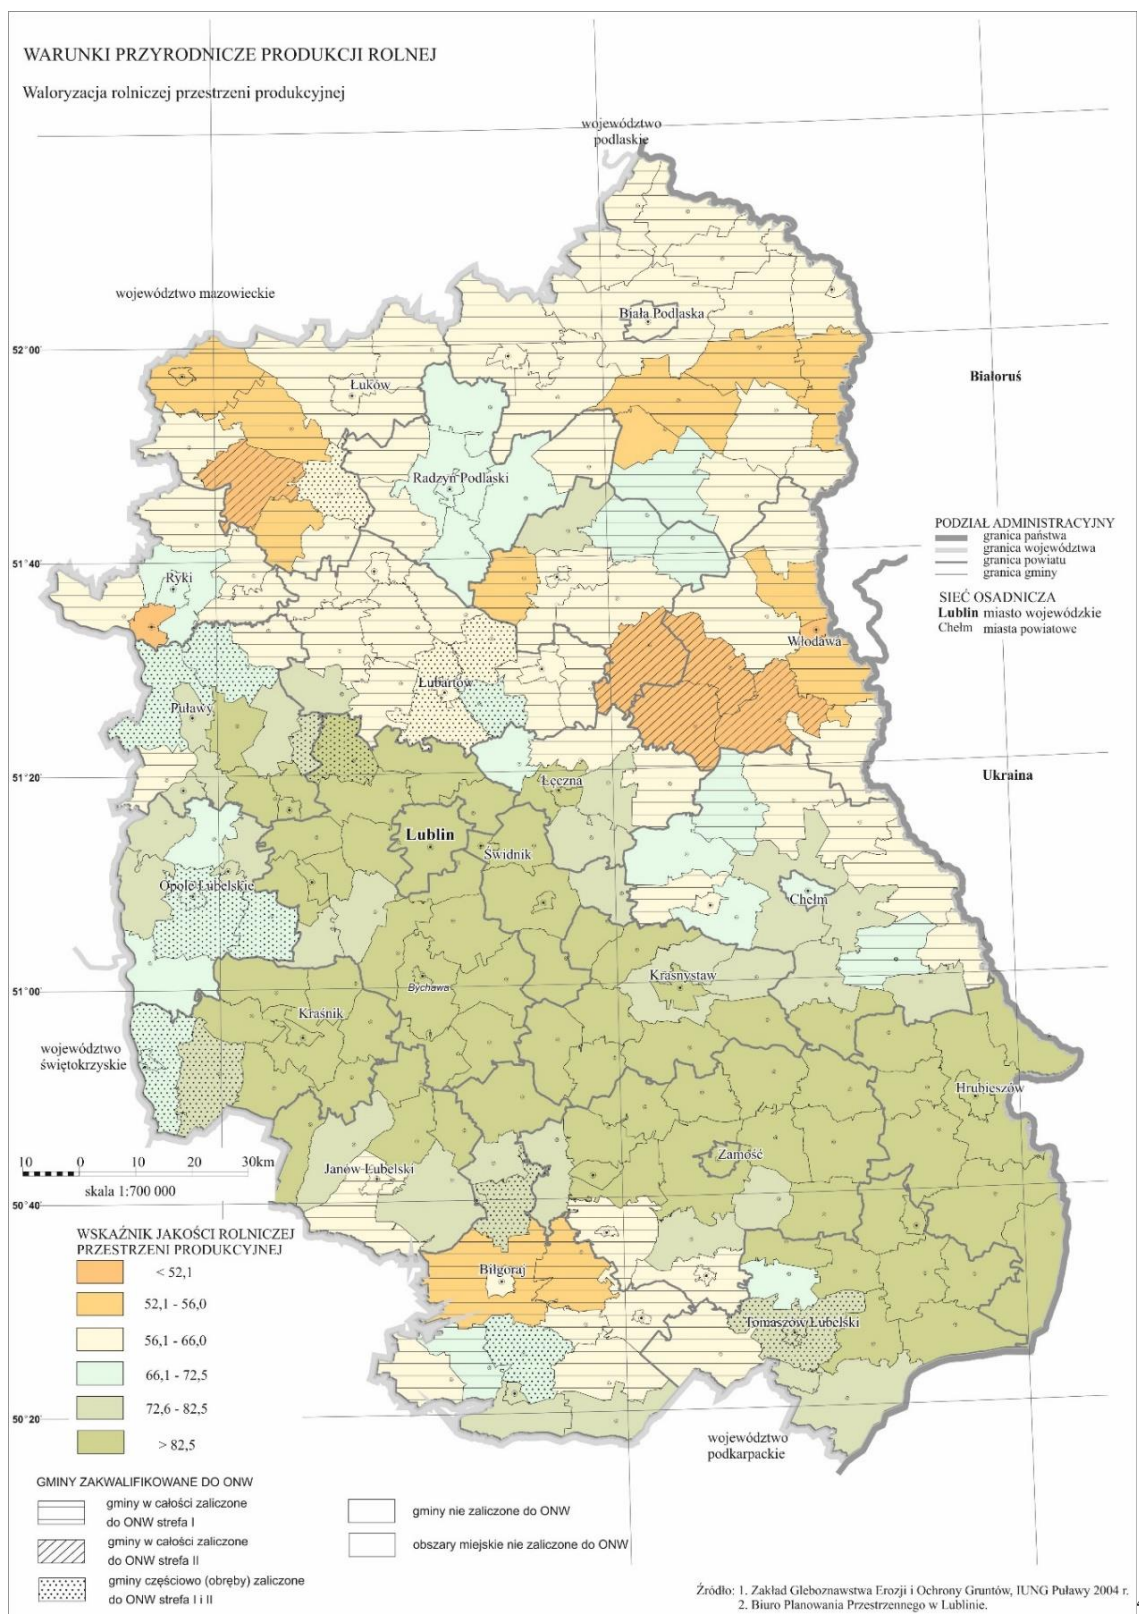 WARUNKI PRZYRODNICZE PRODUKCJI ROLNEJ
Waloryzacja rolniczej przestrzeni produkcyjnej
województwo
podlaskie
województwo mazowieckie
Biała Podlaska
52°00'
Białoruś
Łuków
Radzyń Podlaski
PODZIAŁ ADMINISTRACYJNY
granica państwa
granica województwa
granica powiatu
granica gminy
51°40'
Ryki
SIEĆ OSADNICZA
Lublin miasto wojewódzkie
Chełm miasta powiatowe
Włodawa
Lubartów
Puławy
51°20'
Łęczna
Ukraina
Lublin
Świdnik
Opole Lubelskie
Chełm
51°00'
Bychawa
Krasnystaw
Kraśnik
województwo
świętokrzyskie
Hrubieszów
Zamość
Janów Lubelski
10 0 10 20 30km
skala 1:700 000
50°40'
WSKAŹNIK JAKOŚCI ROLNICZEJ
PRZESTRZENI PRODUKCYJNEJ
< 52,1
52,1 - 56,0
56,1 - 66,0
66,1 - 72,5
72,6 - 82,5
> 82,5
Biłgoraj
Tomaszów Lubelski
50°20'
województwo
podkarpackie
GMINY ZAKWALIFIKOWANE DO ONW
gminy w całości zaliczone
do ONW strefa I
gminy w całości zaliczone
do ONW strefa II
gminy częściowo (obręby) zaliczone
do ONW strefa I i II
gminy nie zaliczone do ONW
obszary miejskie nie zaliczone do ONW
Źródło: 1. Zakład Gleboznawstwa Erozji i Ochrony Gruntów, IUNG Puławy 2004 r.
2. Biuro Planowania Przestrzennego w Lublinie.